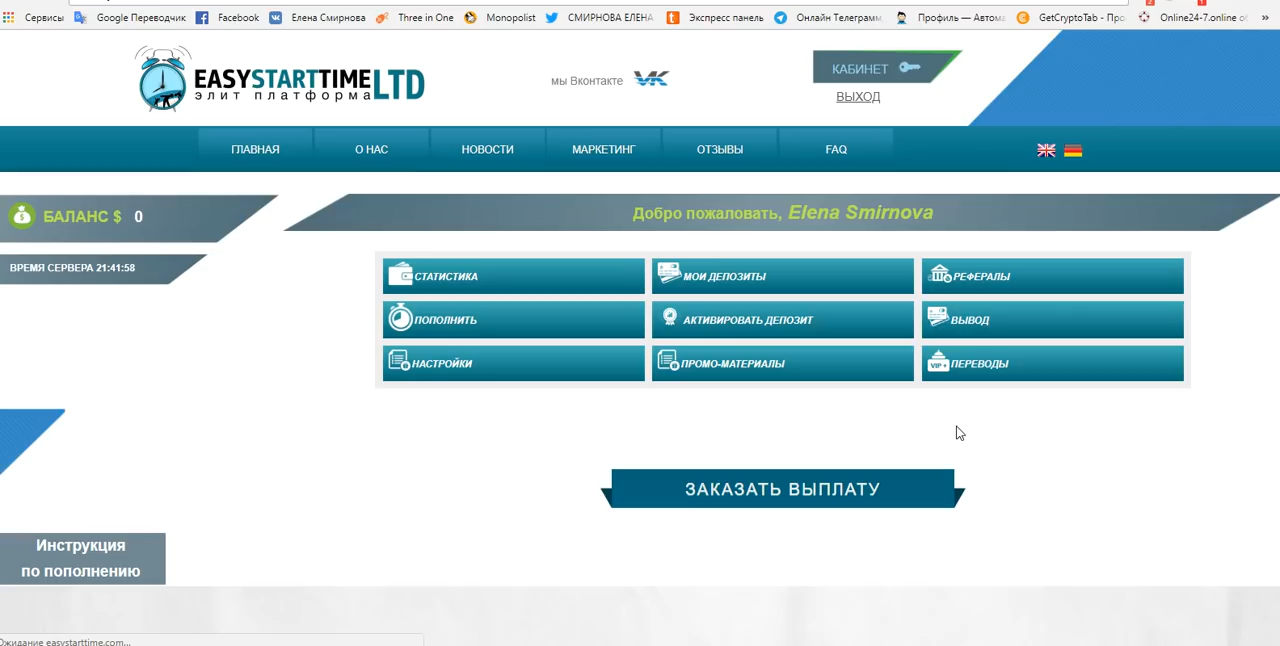 Сервисы Google Переводчик Facebook Елена Смирнова Three in One Monopolist СМИРНОВА ЕЛЕНА Экспресс панель Онлайн Телеграмм Профиль — Автома GetCryptoTab - Про Online24-7.online о »
EASYSTARTTIME LTD
элит платформа
мы Вконтакте
КАБИНЕТ
ВЫХОД
ГЛАВНАЯ О НАС НОВОСТИ МАРКЕТИНГ ОТЗЫВЫ FAQ
БАЛАНС $ 0
Добро пожаловать, Elena Smirnova
ВРЕМЯ СЕРВЕРА 21:41:58
СТАТИСТИКА МОИ ДЕПОЗИТЫ РЕФЕРАЛЫ
ПОПОЛНИТЬ АКТИВИРОВАТЬ ДЕПОЗИТ ВЫВОД
НАСТРОЙКИ ПРОМО-МАТЕРИАЛЫ VIP + ПЕРЕВОДЫ
ЗАКАЗАТЬ ВЫПЛАТУ
Инструкция
по пополнению
Ожидание easystarttime.com...